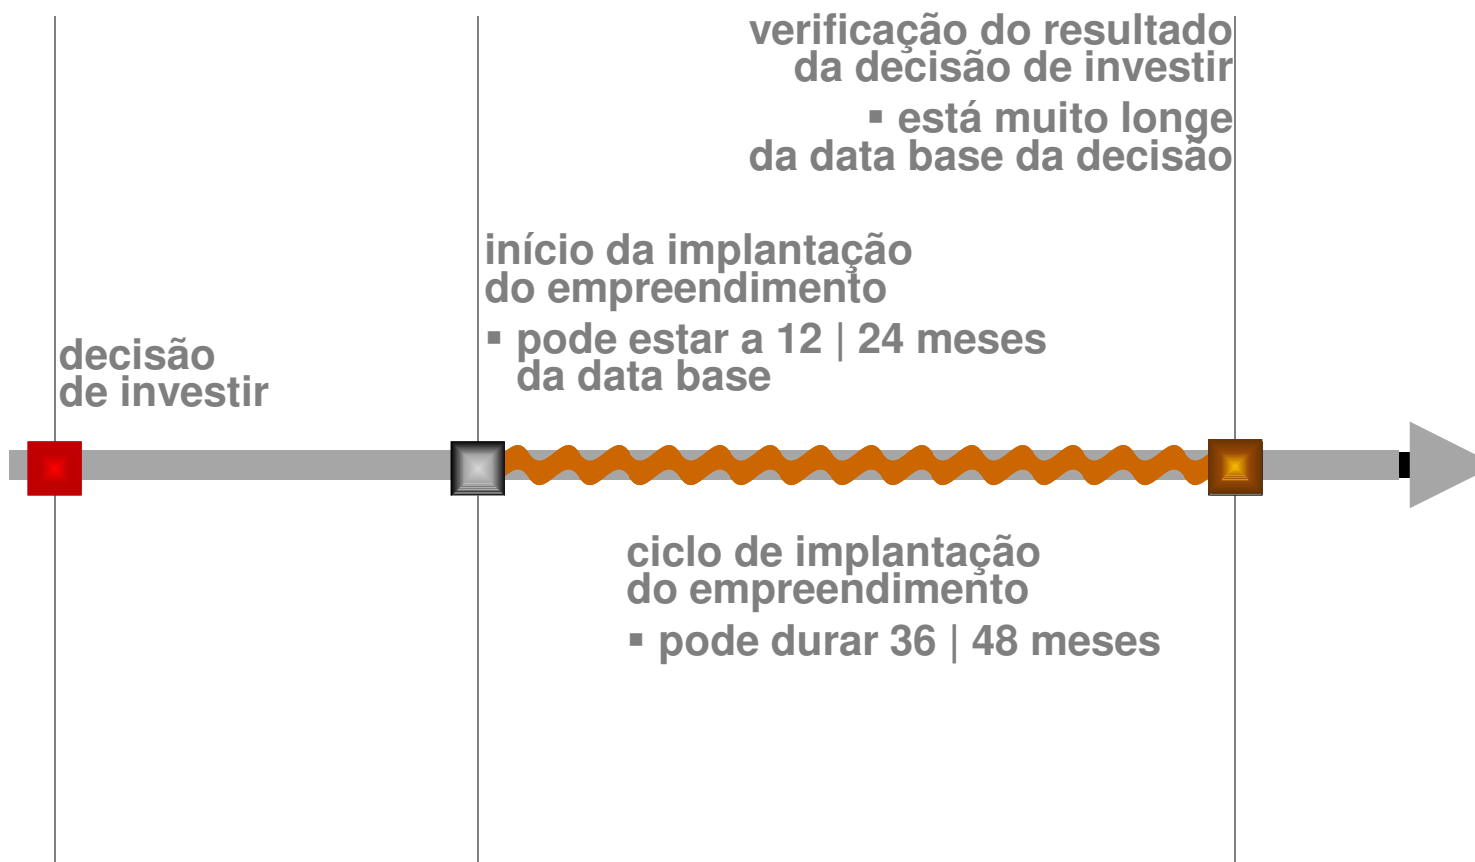 verificação do resultado
da decisão de investir
▪ está muito longe
da data base da decisão
início da implantação
do empreendimento
▪ pode estar a 12 | 24 meses
da data base
decisão
de investir
ciclo de implantação
do empreendimento
▪ pode durar 36 | 48 meses